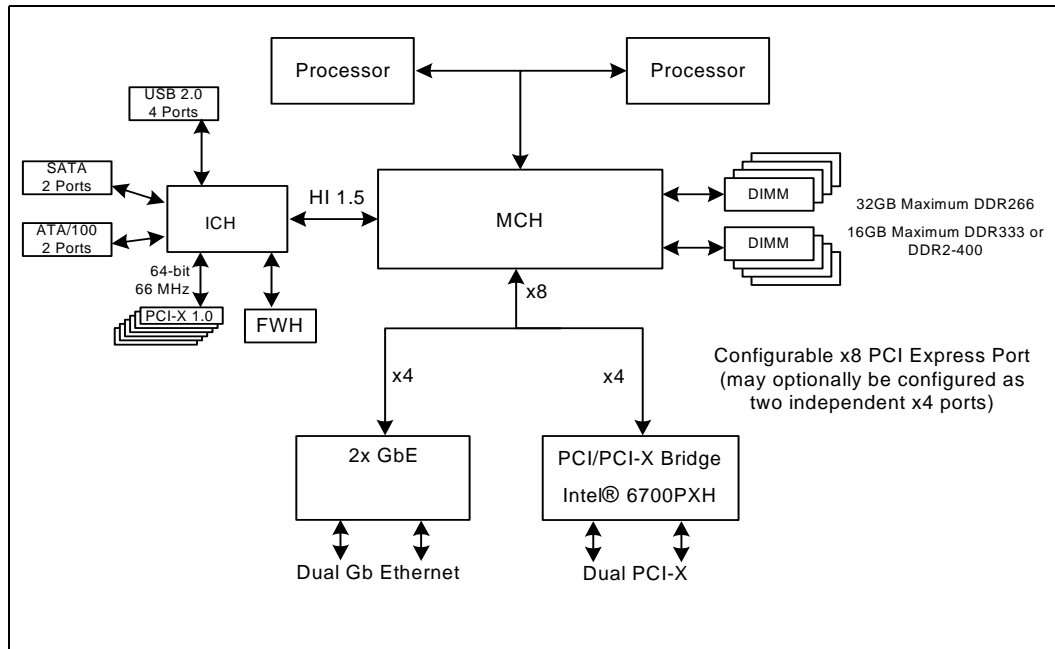 Processor
Processor
USB 2.0
4 Ports
SATA
2 Ports
ATA/100
2 Ports
ICH
HI 1.5
MCH
DIMM
DIMM
32GB Maximum DDR266
16GB Maximum DDR333 or
DDR2-400
64-bit
66 MHz
PCI-X 1.0
FWH
x8
x4
x4
Configurable x8 PCI Express Port
(may optionally be configured as
two independent x4 ports)
2x GbE
PCI/PCI-X Bridge
Intel® 6700PXH
Dual Gb Ethernet
Dual PCI-X